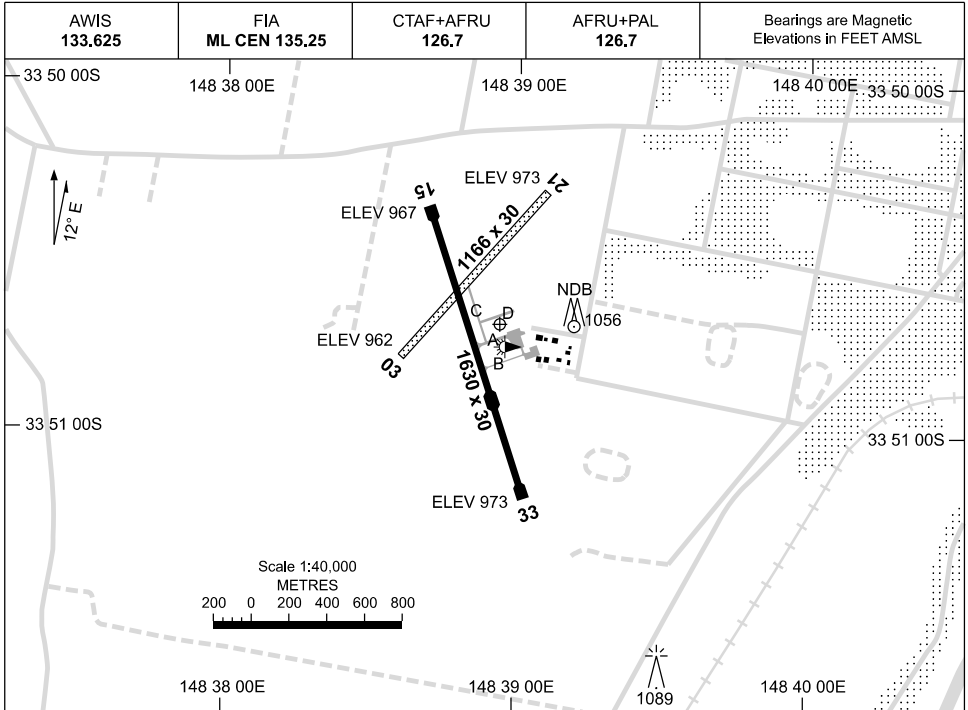 AWIS
133.625
FIA
ML CEN 135.25
CTAF+AFRU
126.7
AFRU+PAL
126.7
Bearings are Magnetic
Elevations in FEET AMSL
33 50 00S
148 38 00E
148 39 00E
148 40 00E
33 50 00S
12° E
15
ELEV 967
ELEV 973
21
1166 x 30
NDB
1056
C
D
A
B
ELEV 962
03
1630 x 30
33 51 00S
33 51 00S
ELEV 973
33
Scale 1:40,000
METRES
200 0 200 400 600 800
1089
148 38 00E
148 39 00E
148 40 00E